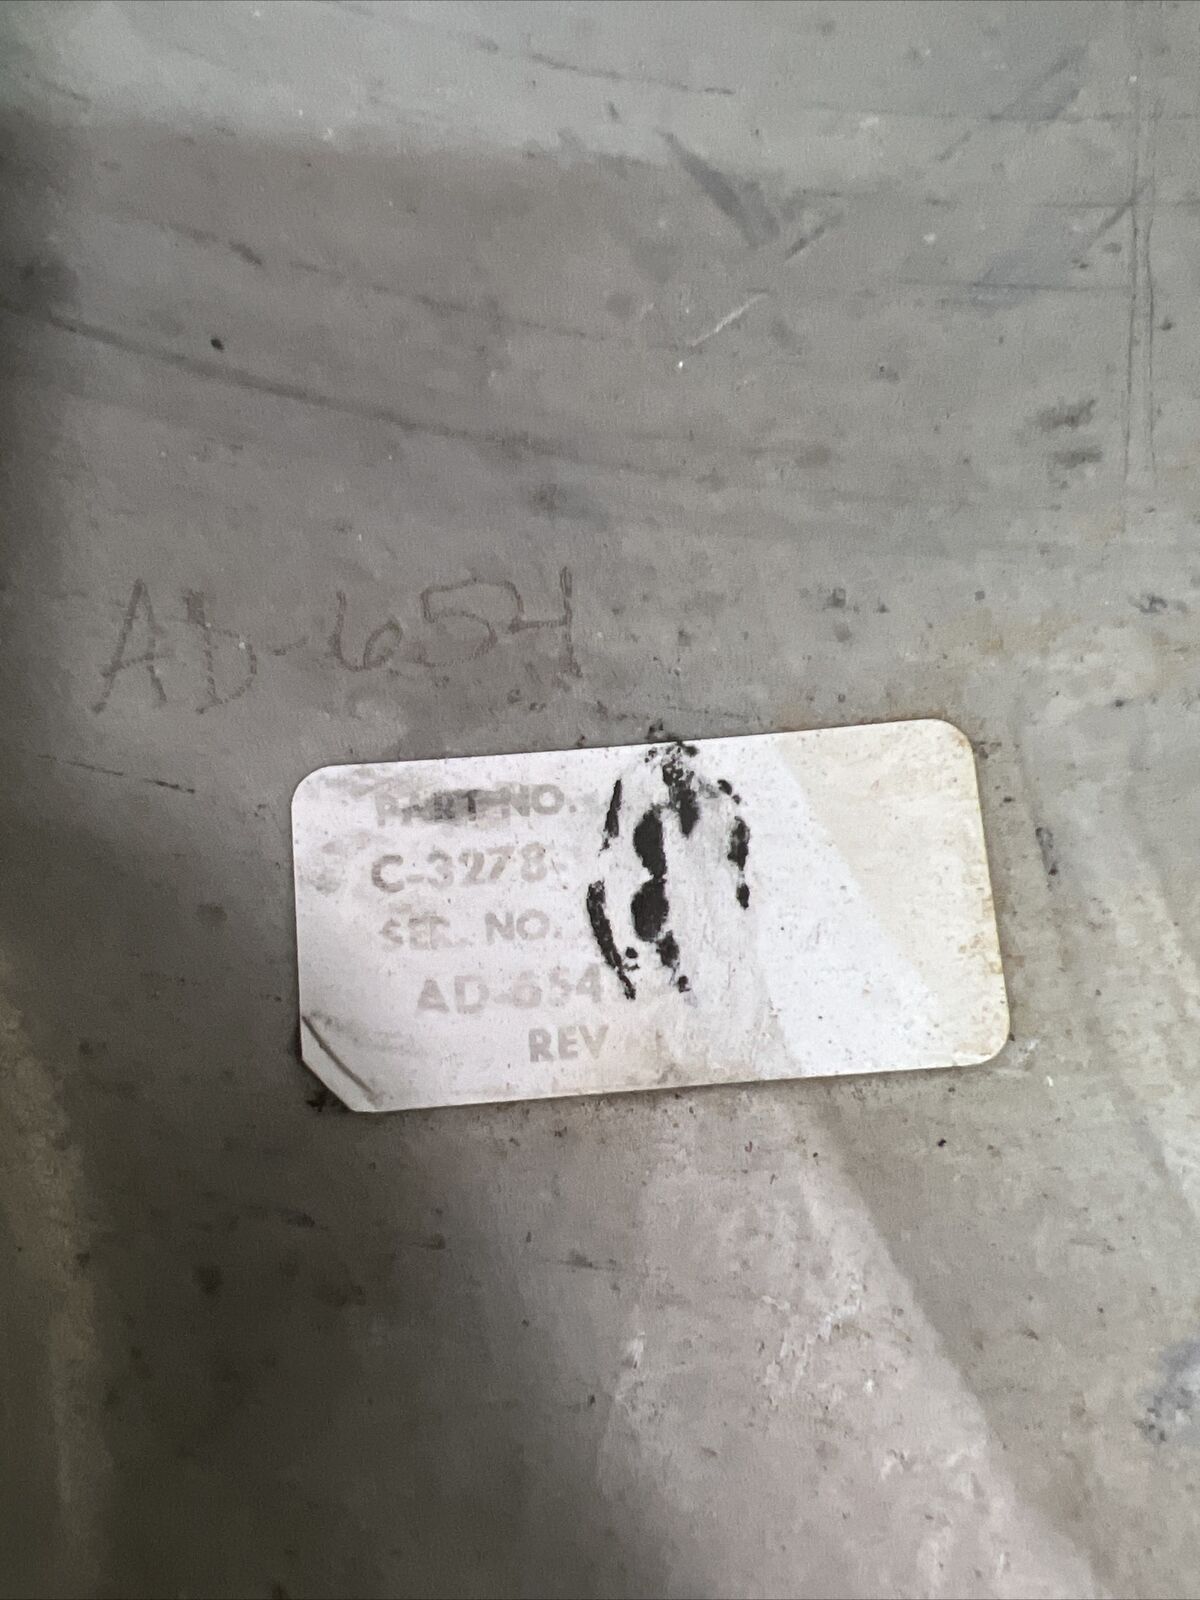 AD-654
PART NO.
C-3278
SER. NO.
AD-654
REV